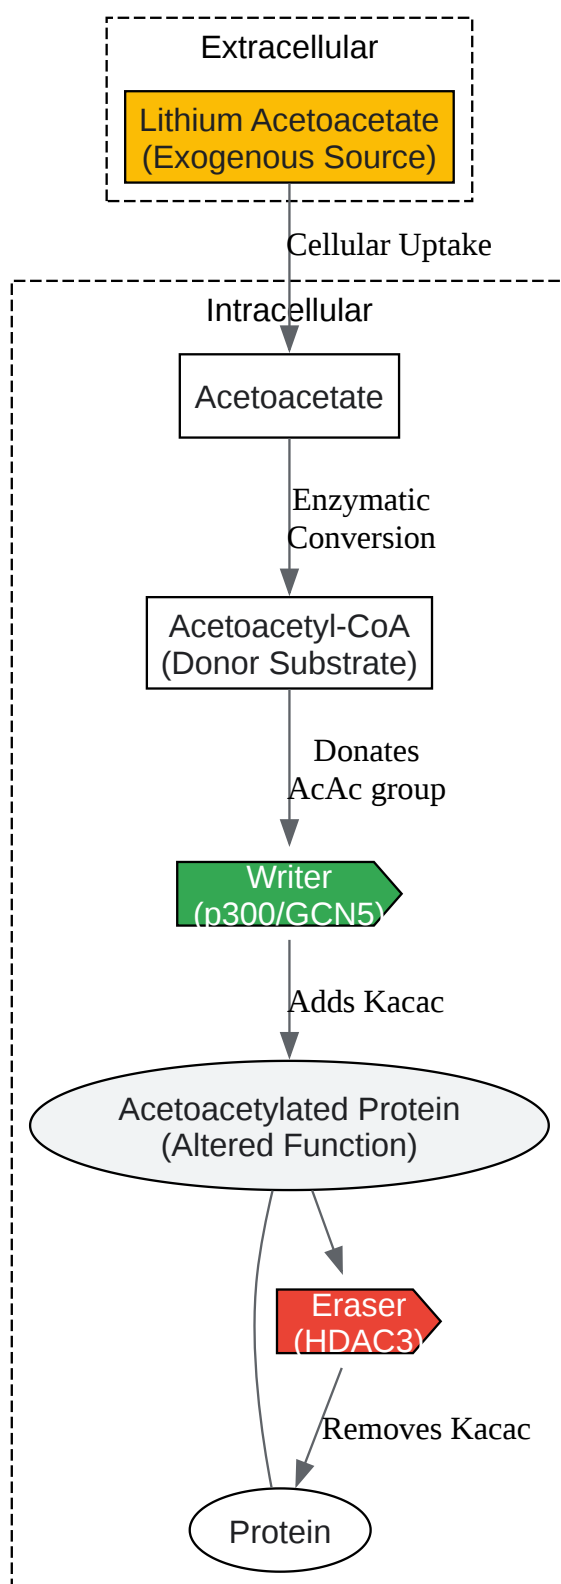 Extracellular
Lithium Acetoacetate
(Exogenous Source)
Cellular Uptake
Intracellular
Acetoacetate
Enzymatic
Conversion
Acetoacetyl-CoA
(Donor Substrate)
Donates
AcAc group
Writer
(p300/GCN5)
Adds Kacac
Acetoacetylated Protein
(Altered Function)
Eraser
(HDAC3)
Removes Kacac
Protein